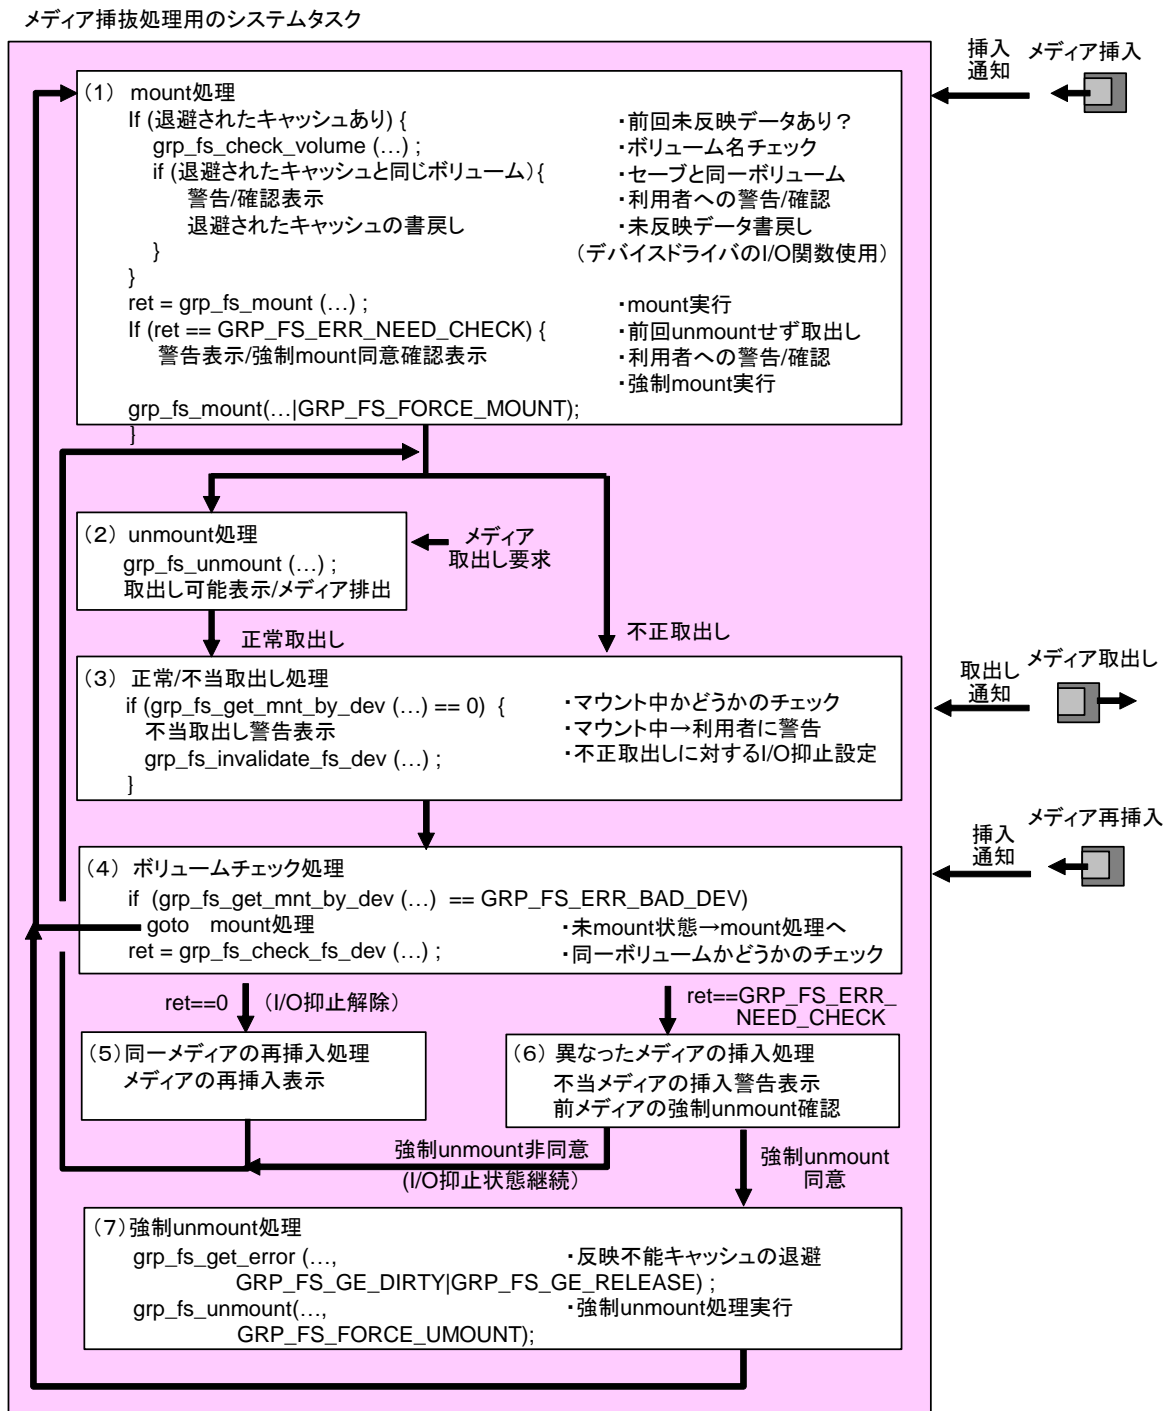 メディア挿抜処理用のシステムタスク
挿入
通知
メディア挿入
(1) mount処理
If (退避されたキャッシュあり) {
・前回未反映データあり？
grp_fs_check_volume (…) ;
・ボリューム名チェック
if (退避されたキャッシュと同じボリューム){
・セーブと同一ボリューム
警告/確認表示
・利用者への警告/確認
退避されたキャッシュの書戻し
・未反映データ書戻し
}
(デバイスドライバのI/O関数使用)
}
ret = grp_fs_mount (…) ;
・mount実行
If (ret == GRP_FS_ERR_NEED_CHECK) {
・前回unmountせず取出し
警告表示/強制mount同意確認表示
・利用者への警告/確認
・強制mount実行
grp_fs_mount(…|GRP_FS_FORCE_MOUNT);
}
(2) unmount処理
grp_fs_unmount (…) ;
取出し可能表示/メディア排出
メディア
取出し要求
正常取出し
不正取出し
取出し
通知
メディア取出し
(3) 正常/不当取出し処理
if (grp_fs_get_mnt_by_dev (…) == 0) {
・マウント中かどうかのチェック
不当取出し警告表示
・マウント中→利用者に警告
grp_fs_invalidate_fs_dev (…) ;
・不正取出しに対するI/O抑止設定
}
挿入
通知
メディア再挿入
(4) ボリュームチェック処理
if (grp_fs_get_mnt_by_dev (…) == GRP_FS_ERR_BAD_DEV)
goto mount処理
・未mount状態→mount処理へ
ret = grp_fs_check_fs_dev (…) ;
・同一ボリュームかどうかのチェック
ret==0 (I/O抑止解除)
ret==GRP_FS_ERR_
NEED_CHECK
(5)同一メディアの再挿入処理
メディアの再挿入表示
(6) 異なったメディアの挿入処理
不当メディアの挿入警告表示
前メディアの強制unmount確認
強制unmount非同意
(I/O抑止状態継続)
強制unmount
同意
(7)強制unmount処理
grp_fs_get_error (…,
・反映不能キャッシュの退避
GRP_FS_GE_DIRTY|GRP_FS_GE_RELEASE) ;
grp_fs_unmount(…,
・強制unmount処理実行
GRP_FS_FORCE_UMOUNT);